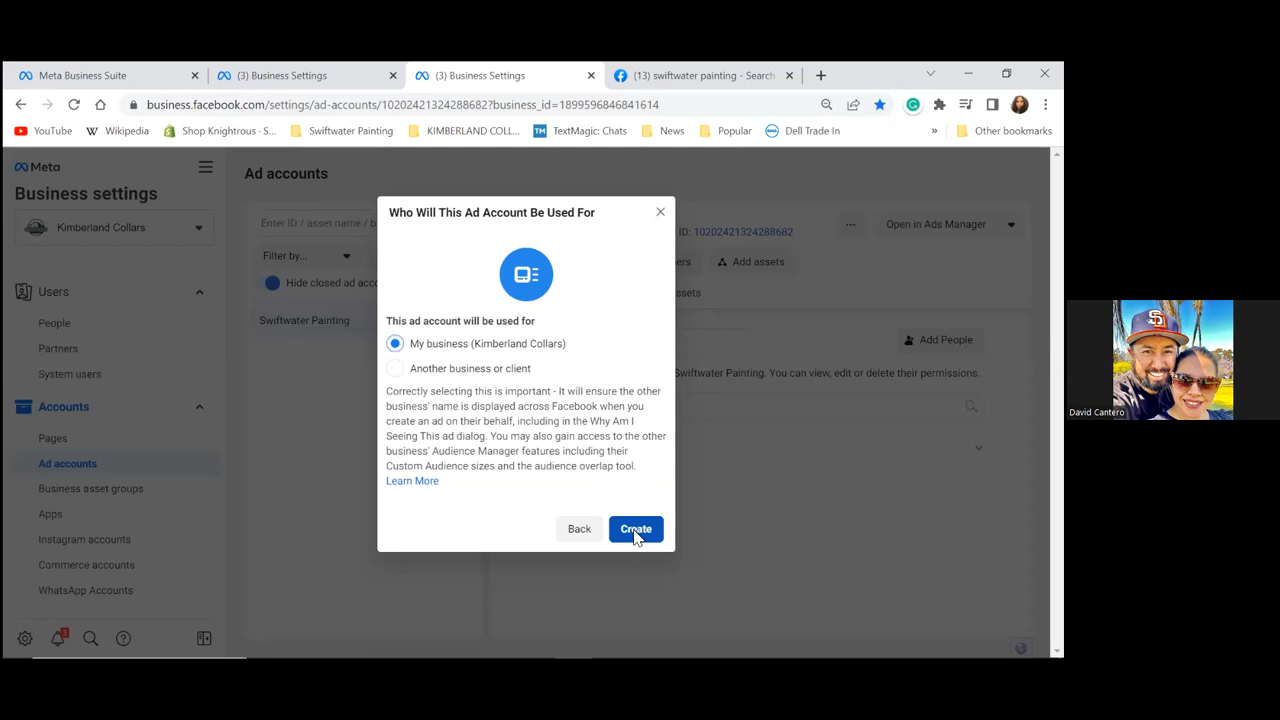 Meta Business Suite
(3) Business Settings
(3) Business Settings
(13) swiftwater painting - Search
business.facebook.com/settings/ad-accounts/10202421324288682?business_id=1899596846841614
YouTube
Wikipedia
Shop Knightrous - S...
Swiftwater Painting
KIMBERLAND COLL...
TextMagic: Chats
News
Popular
Dell Trade In
»
Other bookmarks
Meta
Business settings
Kimberland Collars
Users
People
Partners
System users
Accounts
Pages
Ad accounts
Business asset groups
Apps
Instagram accounts
Commerce accounts
WhatsApp Accounts
Ad accounts
Enter ID / asset name / b
Filter by...
Hide closed ad acco
Swiftwater Painting
ID: 10202421324288682
...
Open in Ads Manager
ners
Add assets
ssets
Add People
Swiftwater Painting. You can view, edit or delete their permissions.
Who Will This Ad Account Be Used For
This ad account will be used for
My business (Kimberland Collars)
Another business or client
Correctly selecting this is important - It will ensure the other
business' name is displayed across Facebook when you
create an ad on their behalf, including in the Why Am I
Seeing This ad dialog. You may also gain access to the other
business' Audience Manager features including their
Custom Audience sizes and the audience overlap tool.
Learn More
Back
Create
David Cantero